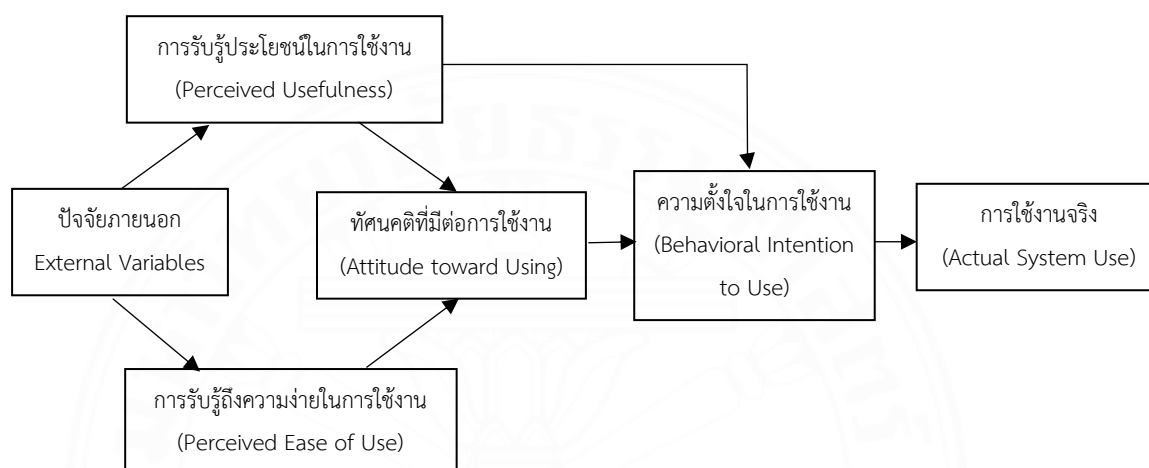 การรับรู้ประโยชน์ในการใช้งาน
(Perceived Usefulness)
ปัจจัยภายนอก
External Variables
ทัศนคติที่มีต่อการใช้งาน
(Attitude toward Using)
ความตั้งใจในการใช้งาน
(Behavioral Intention
to Use)
การใช้งานจริง
(Actual System Use)
การรับรู้ถึงความง่ายในการใช้งาน
(Perceived Ease of Use)